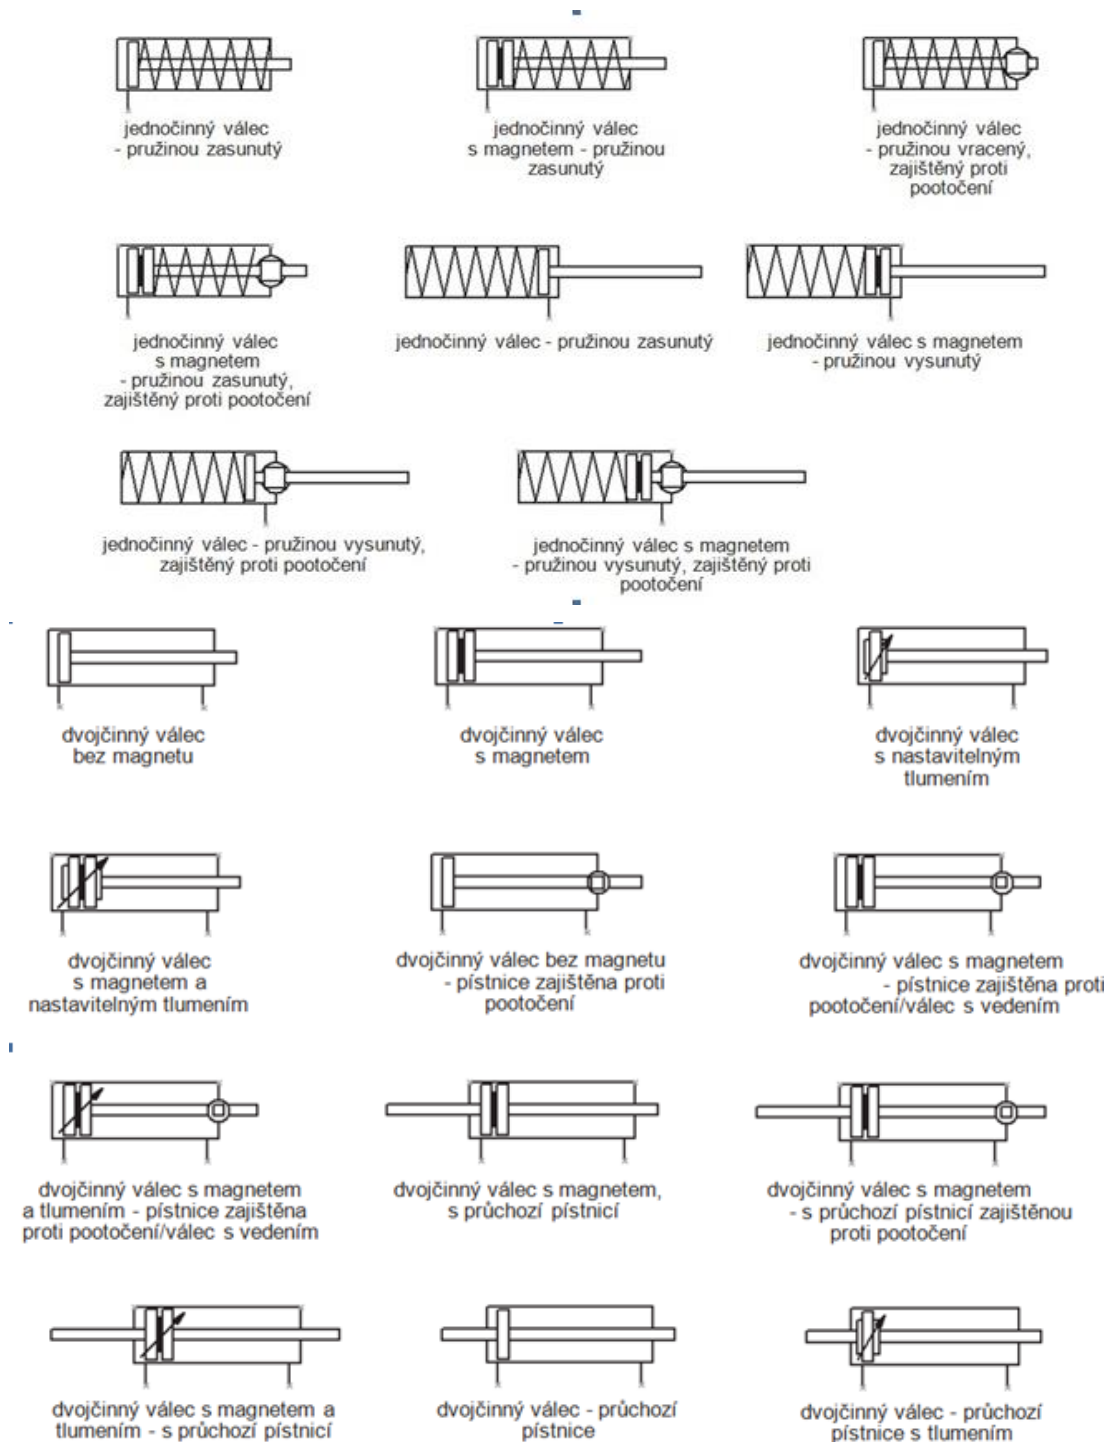 jednočinný válec
- pružinou zasunutý
jednočinný válec
s magnetem - pružinou
zasunutý
jednočinný válec
- pružinou vracený,
zajištěný proti
pootočení
jednočinný válec
s magnetem
- pružinou zasunutý,
zajištěný proti pootočení
jednočinný válec - pružinou zasunutý
jednočinný válec s magnetem
- pružinou vysunutý
jednočinný válec - pružinou vysunutý,
zajištěný proti pootočení
jednočinný válec s magnetem
- pružinou vysunutý, zajištěný proti
pootočení
dvojčinný válec
bez magnetu
dvojčinný válec
s magnetem
dvojčinný válec
s nastavitelným
tlumením
dvojčinný válec
s magnetem a
nastavitelným tlumením
dvojčinný válec bez magnetu
- pístnice zajištěna proti
pootočení
dvojčinný válec s magnetem
- pístnice zajištěna proti
pootočení/válec s vedením
dvojčinný válec s magnetem
a tlumením - pístnice zajištěna
proti pootočení/válec s vedením
dvojčinný válec s magnetem,
s průchozí pístnicí
dvojčinný válec s magnetem
- s průchozí pístnicí zajištěnou
proti pootočení
dvojčinný válec s magnetem a
tlumením - s průchozí pístnicí
dvojčinný válec - průchozí
pístnice
dvojčinný válec - průchozí
pístnice s tlumením